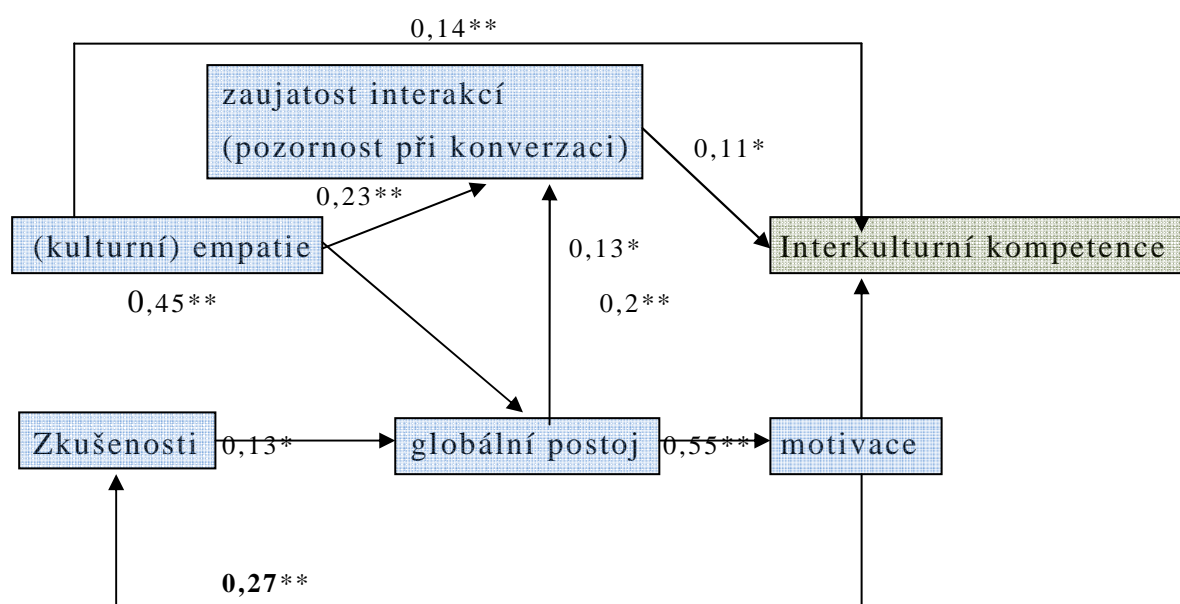 0,14**
zaujatost interakcí
(pozornost při konverzaci)
0,11*
0,23**
(kulturní) empatie
0,13*
Interkulturní kompetence
0,45**
0,2**
Zkušenosti
0,13*
globální postoj
0,55**
motivace
0,27**